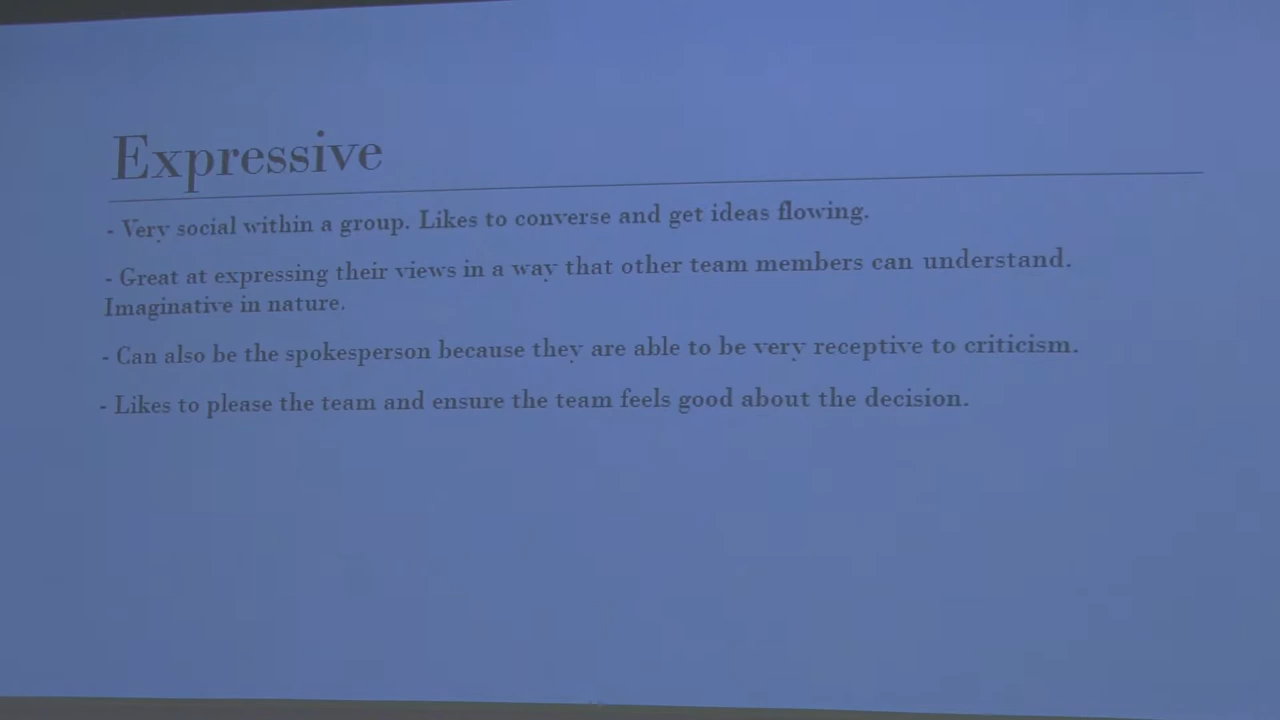 Expressive
- Very social within a group. Likes to converse and get ideas flowing.
- Great at expressing their views in a way that other team members can understand.
Imaginative in nature.
- Can also be the spokesperson because they are able to be very receptive to criticism.
- Likes to please the team and ensure the team feels good about the decision.